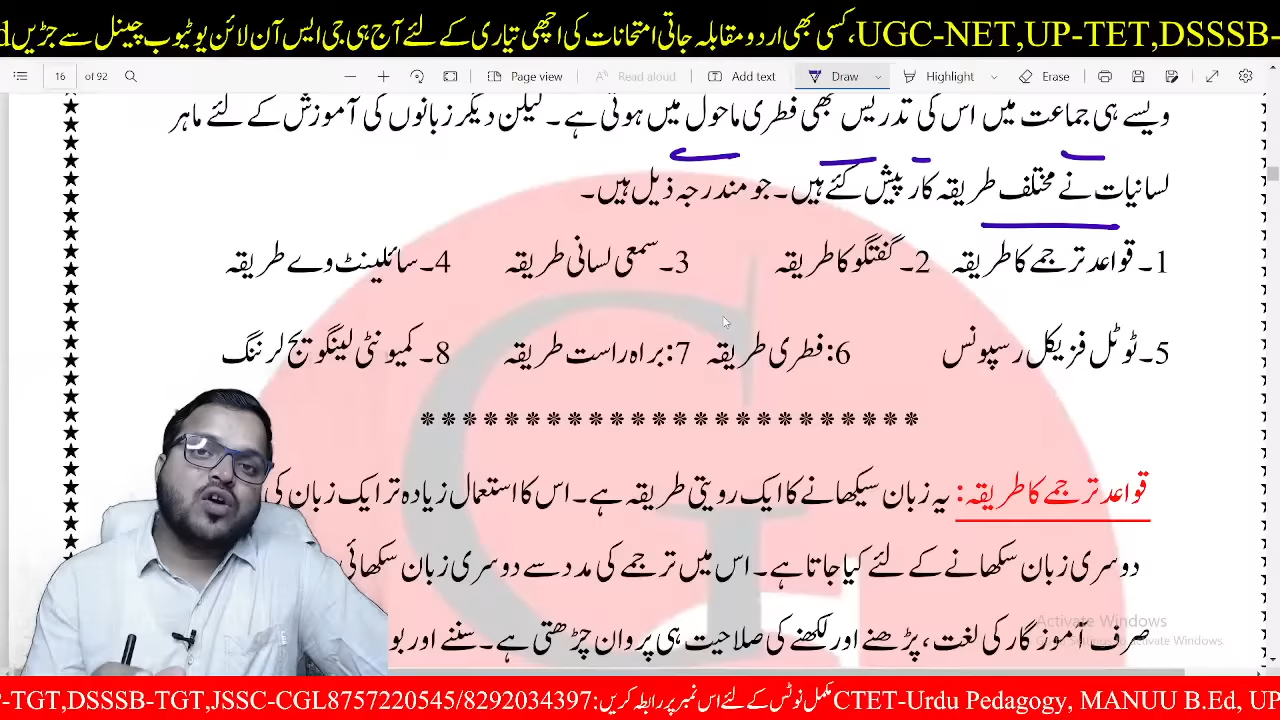 کسی بھی اردو مقابلہ جاتی امتحانات کی اچھی تیاری کے لئے آج ہی جی ایس آن لائن یوٹیوب چینل سے جڑیں ،UGC-NET,UP-TET,DSSSB-
16 of 92 Page view Read aloud Add text Draw Highlight Erase
ویسے ہی جماعت میں اس کی تدریس بھی فطری ماحول میں ہوتی ہے۔ لیکن دیگر زبانوں کی آموزش کے لئے ماہر
لسانیات نے مختلف طریقہ کار پیش کئے ہیں۔ جو مندرجہ ذیل ہیں۔
1۔ قواعد ترجمے کا طریقہ 2۔ گفتگو کا طریقہ 3۔ سمعی لسانی طریقہ 4۔ سائلینٹ وے طریقہ
5۔ ٹوٹل فزیکل رسپونس 6: فطری طریقہ 7: براہ راست طریقہ 8۔ کمیونٹی لینگویج لرننگ
***********************
قواعد ترجمے کا طریقہ: یہ زبان سیکھانے کا ایک رویتی طریقہ ہے۔ اس کا استعمال زیادہ تر ایک زبان کی
دوسری زبان سکھانے کے لئے کیا جاتا ہے۔ اس میں ترجمے کی مدد سے دوسری زبان سکھائی
صرف آموزگار کی لغت، پڑھنے اور لکھنے کی صلاحیت ہی پروان چڑھتی ہے۔ سننے اور بو
Activate Windows
P-TGT,DSSSB-TGT,JSSC-CGL مکمل نوٹس کے لئے اس نمبر پر رابطہ کریں:8757220545/8292034397 CTET-Urdu Pedagogy, MANUU B.Ed, UP